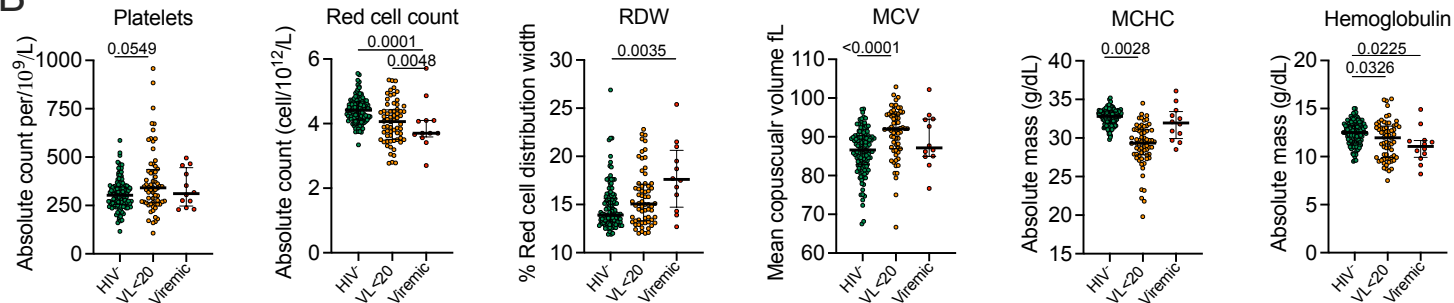 B
Platelets
Absolute count per/10⁹/L)
1000
750
500
250
0
0.0549
HIV⁻
VL<20
Viremic
Red cell count
Absolute count (cell/10¹²/L)
6
4
2
0
0.0001
0.0048
HIV⁻
VL<20
Viremic
RDW
% Red cell distribution width
30
25
20
15
10
0.0035
HIV⁻
VL<20
Viremic
MCV
Mean copuscualr volume fL
110
100
90
80
70
60
<0.0001
HIV⁻
VL<20
Viremic
MCHC
Absolute mass (g/dL)
40
35
30
25
20
15
0.0028
HIV⁻
VL<20
Viremic
Hemoglobulin
Absolute mass (g/dL)
20
15
10
5
0
0.0225
0.0326
HIV⁻
VL<20
Viremic